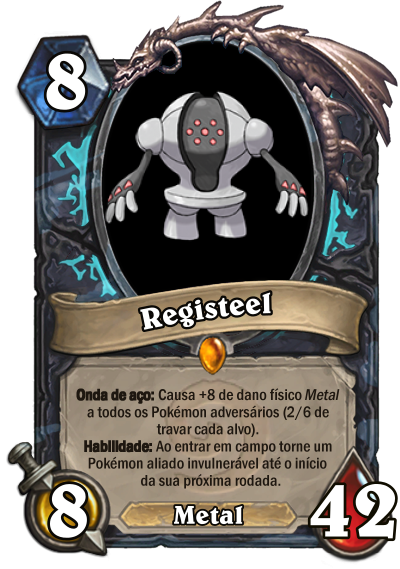 8
Registeel
Onda de aço: Causa +8 de dano físico Metal
a todos os Pokémon adversários (2/6 de
travar cada alvo).
Habilidade: Ao entrar em campo torne um
Pokémon aliado invulnerável até o início
da sua próxima rodada.
8
Metal
42